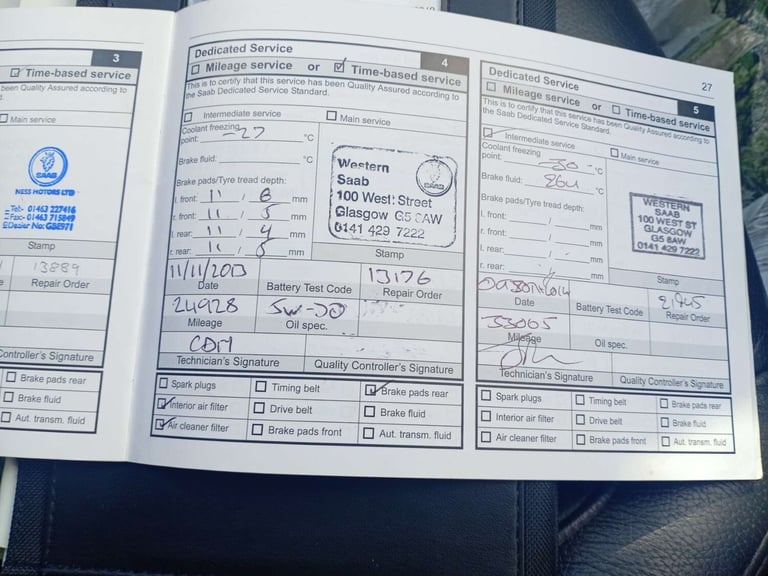 3
Time-based service
been Quality Assured according to
d.
Main service
SAAB
NESS MOTORS LTD
Tel:- 01463 227416
Fax:- 01463 715849
Dealer No: GBE971
Stamp
13889
Repair Order
Controller's Signature
Brake pads rear
Brake fluid
Aut. transm. fluid
Dedicated Service
4
Mileage service or Time-based service
This is to certify that this service has been Quality Assured according to
the Saab Dedicated Service Standard.
Intermediate service Main service
Coolant freezing
point: -27 °C
Brake fluid: °C
Brake pads/Tyre tread depth:
l. front: 11 / 6 mm
r. front: 11 / 5 mm
l. rear: 11 / 4 mm
r. rear: 11 / 5 mm
Western
Saab
100 West Street
Glasgow G5 8AW
0141 429 7222
SAAB
Stamp
11/11/2013
13176
Date Battery Test Code Repair Order
24928 5W-30
Mileage Oil spec.
CDM
Technician's Signature Quality Controller's Signature
Spark plugs Timing belt Brake pads rear
Interior air filter Drive belt Brake fluid
Air cleaner filter Brake pads front Aut. transm. fluid
27
Dedicated Service
5
Mileage service or Time-based service
This is to certify that this service has been Quality Assured according to
the Saab Dedicated Service Standard.
Intermediate service Main service
Coolant freezing
point: -30 °C
Brake fluid: °C
Brake pads/Tyre tread depth:
l. front: / mm
r. front: / mm
l. rear: / mm
r. rear: / mm
WESTERN
SAAB
100 WEST ST
GLASGOW
G5 8AW
0141 429 7222
Stamp
Date Battery Test Code Repair Order
33065
Mileage Oil spec.
Technician's Signature Quality Controller's Signature
Spark plugs Timing belt Brake pads rear
Interior air filter Drive belt Brake fluid
Air cleaner filter Brake pads front Aut. transm. fluid